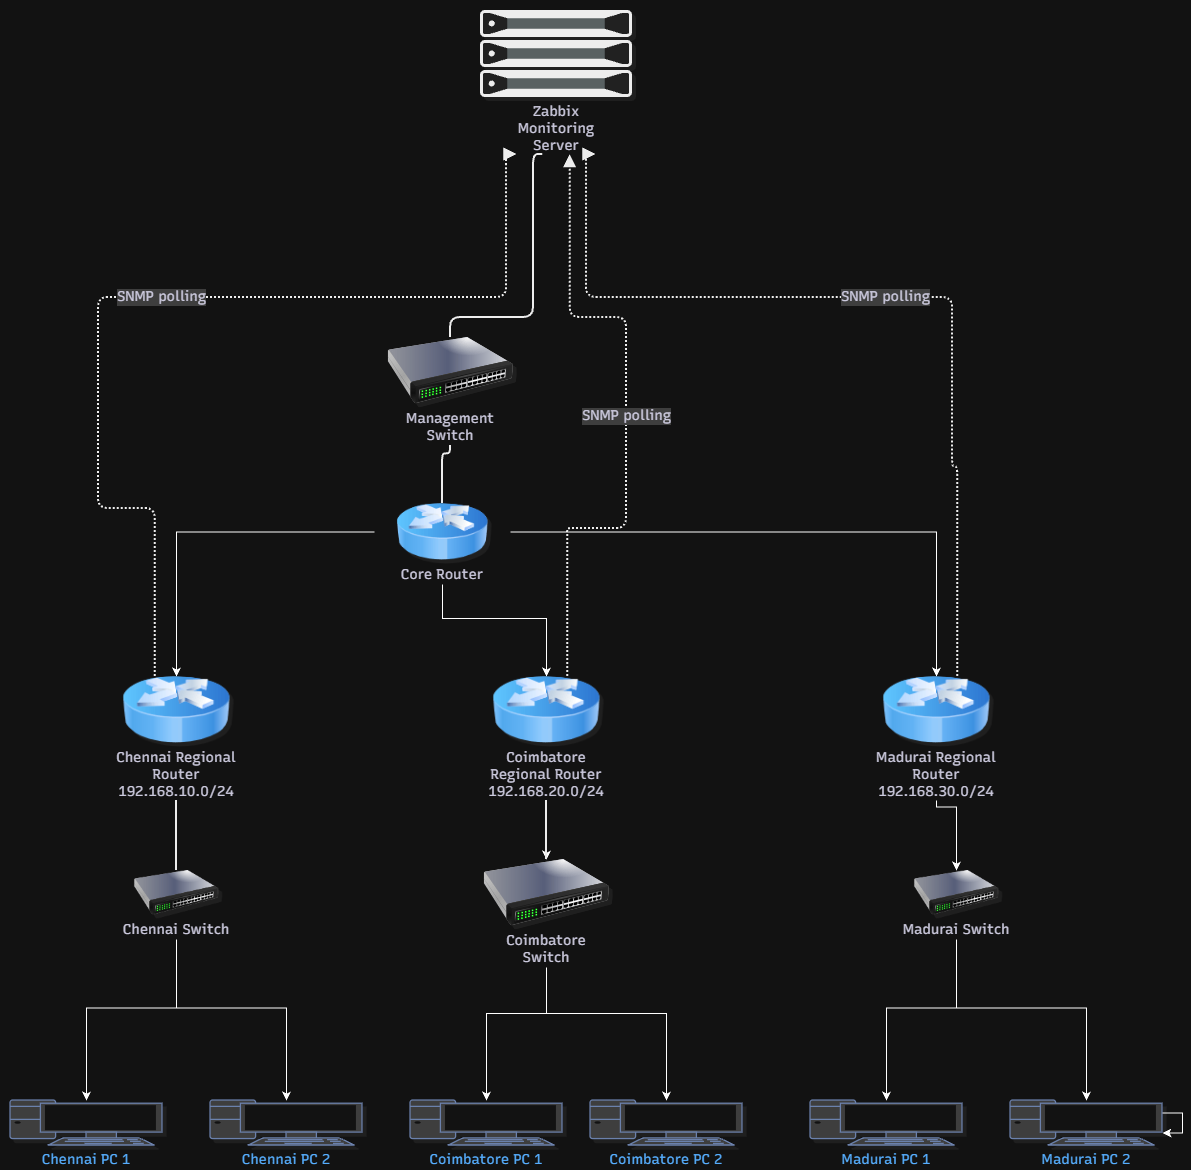 Zabbix
Monitoring
Server
SNMP polling
SNMP polling
SNMP polling
Management
Switch
Core Router
Chennai Regional
Router
192.168.10.0/24
Coimbatore
Regional Router
192.168.20.0/24
Madurai Regional
Router
192.168.30.0/24
Chennai Switch
Coimbatore
Switch
Madurai Switch
Chennai PC 1
Chennai PC 2
Coimbatore PC 1
Coimbatore PC 2
Madurai PC 1
Madurai PC 2